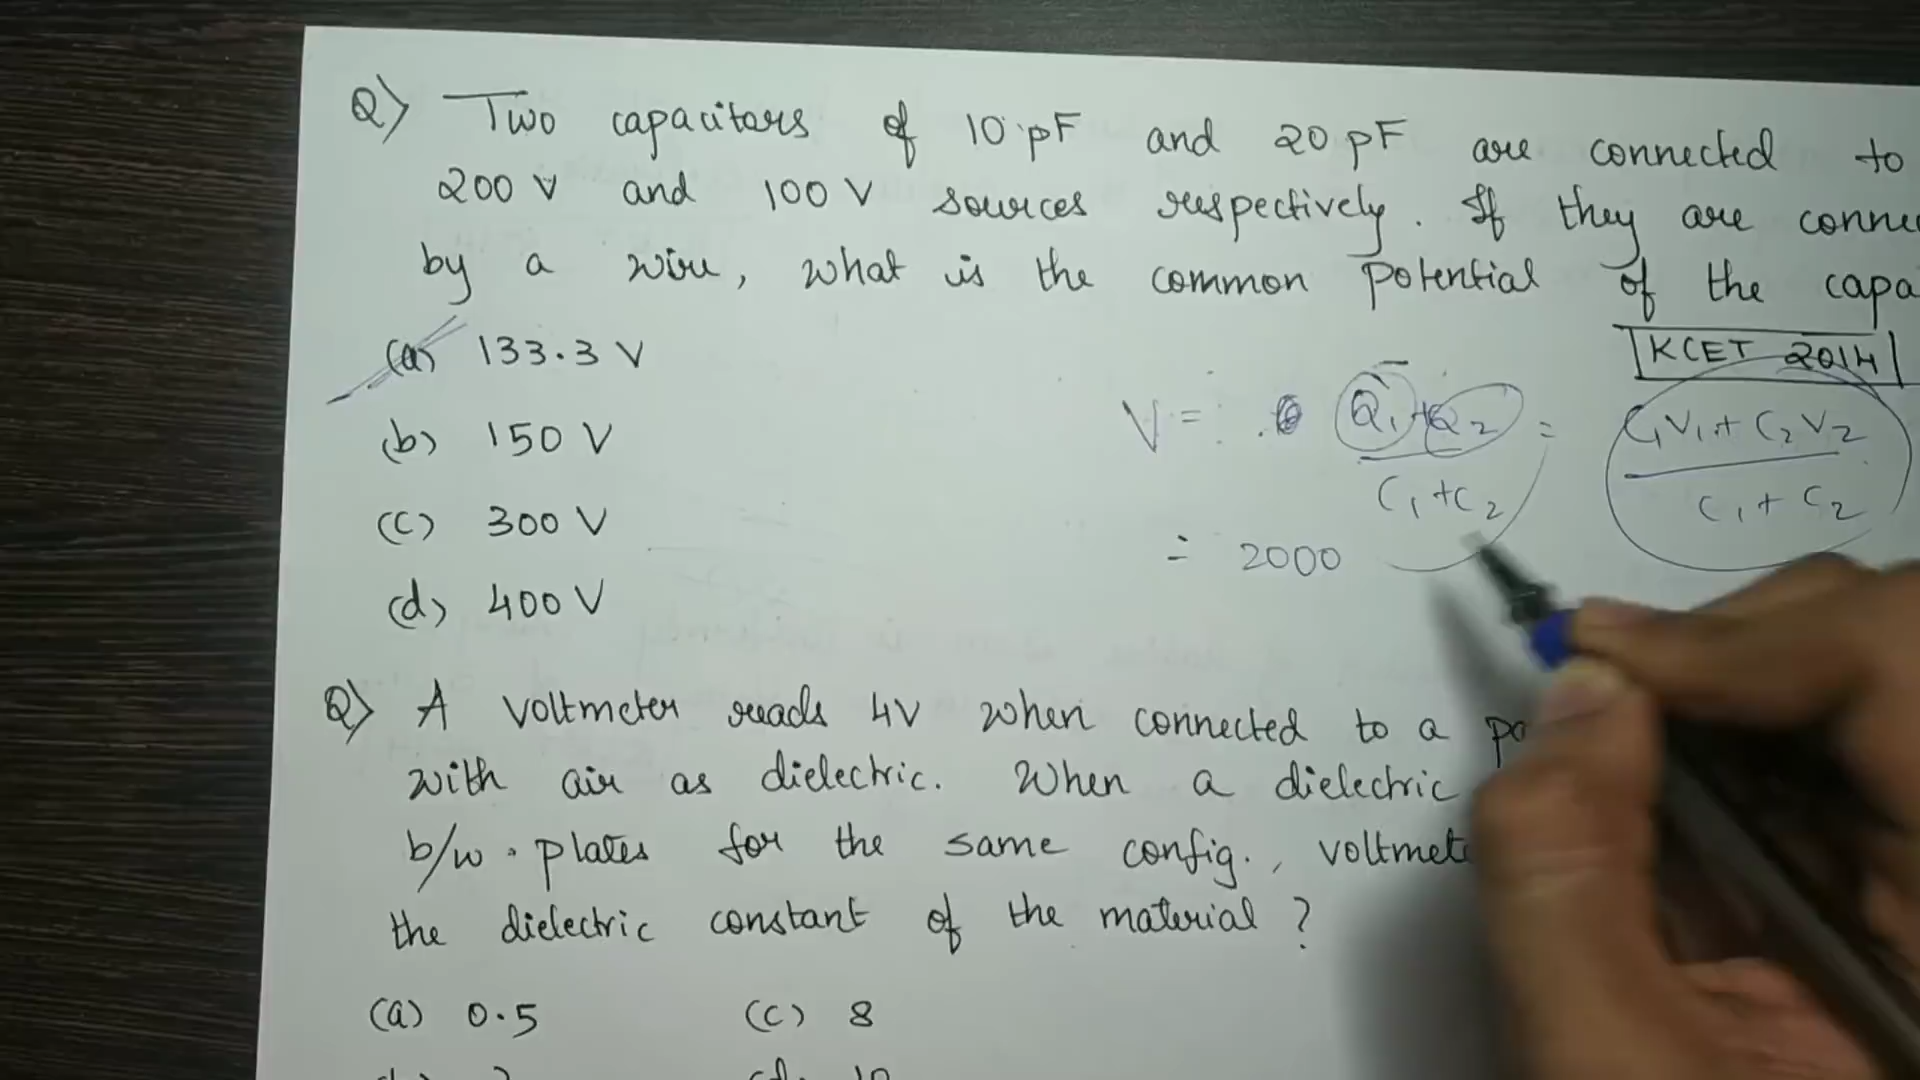 Q) Two capacitors of 10 pF and 20 pF are connected to
200 V and 100 V sources respectively. If they are
by a wire, what is the common potential of the
KCET 2014
(a) 133.3 V
(b) 150 V
(c) 300 V
(d) 400 V
V = Q1+Q2 = C1V1+ C2V2
C1+C2 C1+ C2
= 2000
Q) A voltmeter reads 4V when connected to a
with air as dielectric. When a dielectric
b/w plates for the same config.,
the dielectric constant of the material ?
(a) 0.5 (c) 8
10